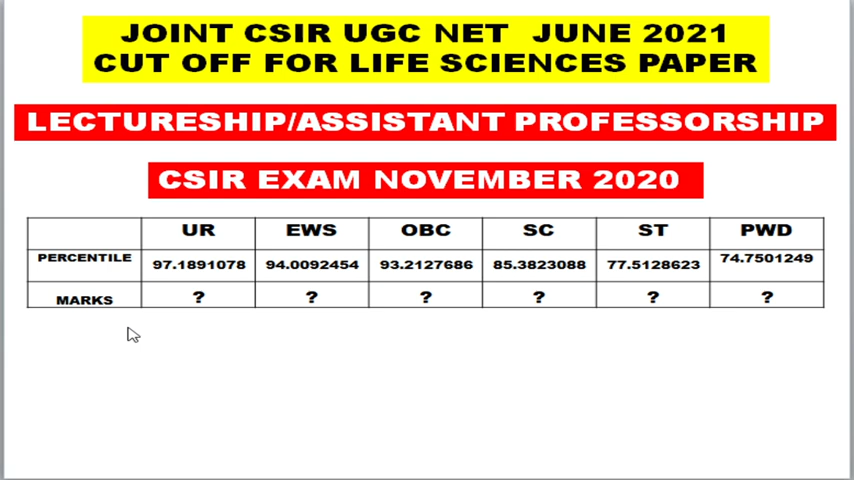 JOINT CSIR UGC NET JUNE 2021
CUT OFF FOR LIFE SCIENCES PAPER
LECTURESHIP/ASSISTANT PROFESSORSHIP
CSIR EXAM NOVEMBER 2020
UR EWS OBC SC ST PWD
PERCENTILE 97.1891078 94.0092454 93.2127686 85.3823088 77.5128623 74.7501249
MARKS ? ? ? ? ? ?